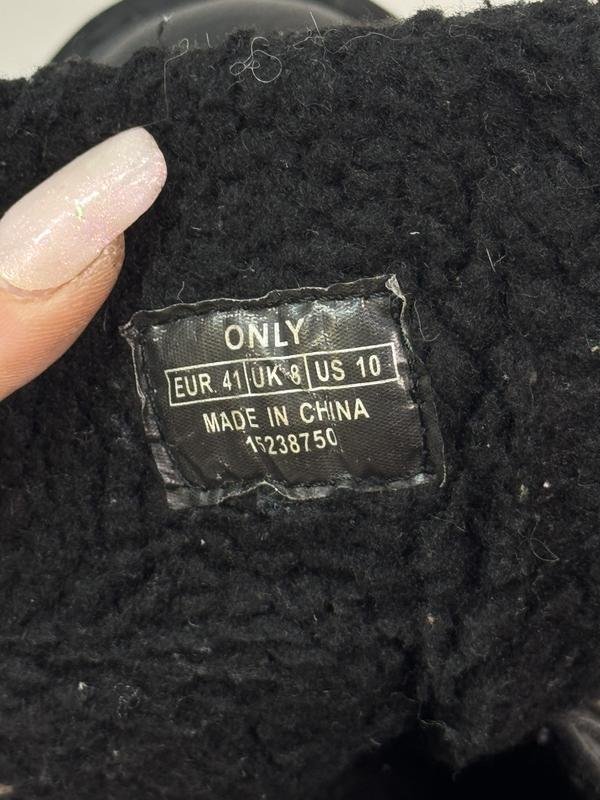 ONLY
EUR. 41 UK 8 US 10
MADE IN CHINA
15238750